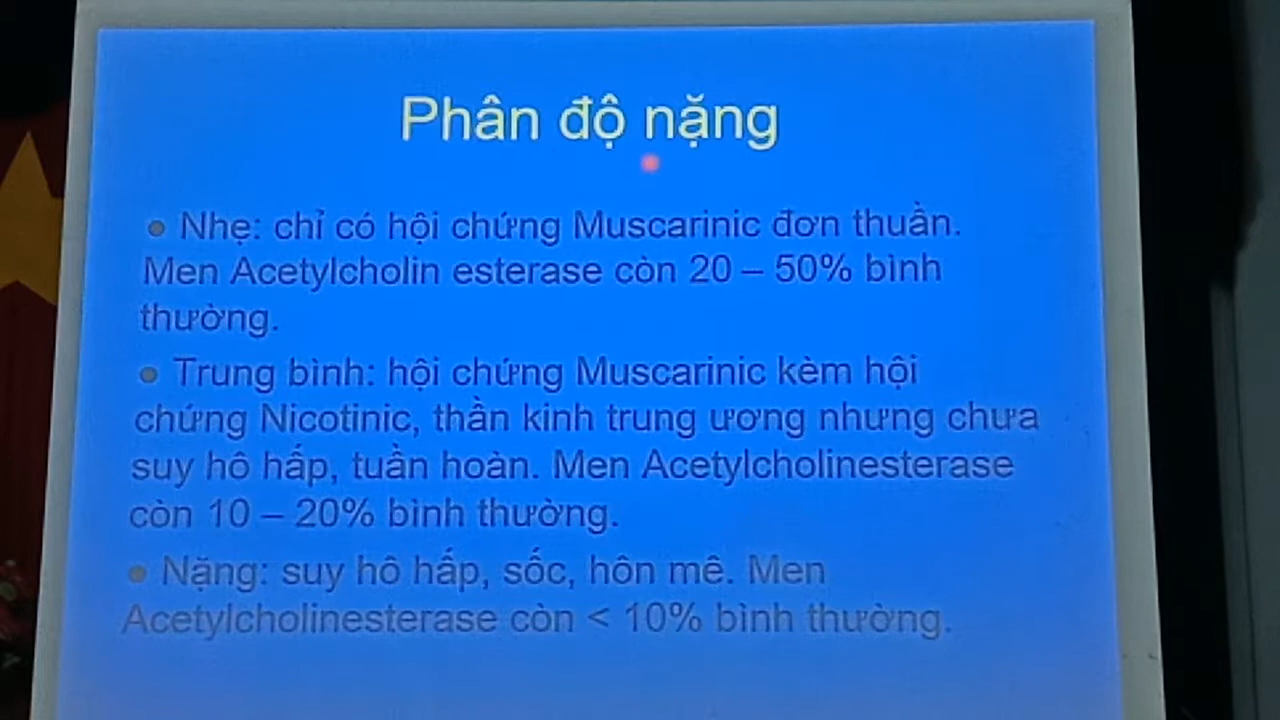 Phân độ nặng
● Nhẹ: chỉ có hội chứng Muscarinic đơn thuần.
Men Acetylcholin esterase còn 20 – 50% bình
thường.
● Trung bình: hội chứng Muscarinic kèm hội
chứng Nicotinic, thần kinh trung ương nhưng chưa
suy hô hấp, tuần hoàn. Men Acetylcholinesterase
còn 10 – 20% bình thường.
● Nặng: suy hô hấp, sốc, hôn mê. Men
Acetylcholinesterase còn < 10% bình thường.